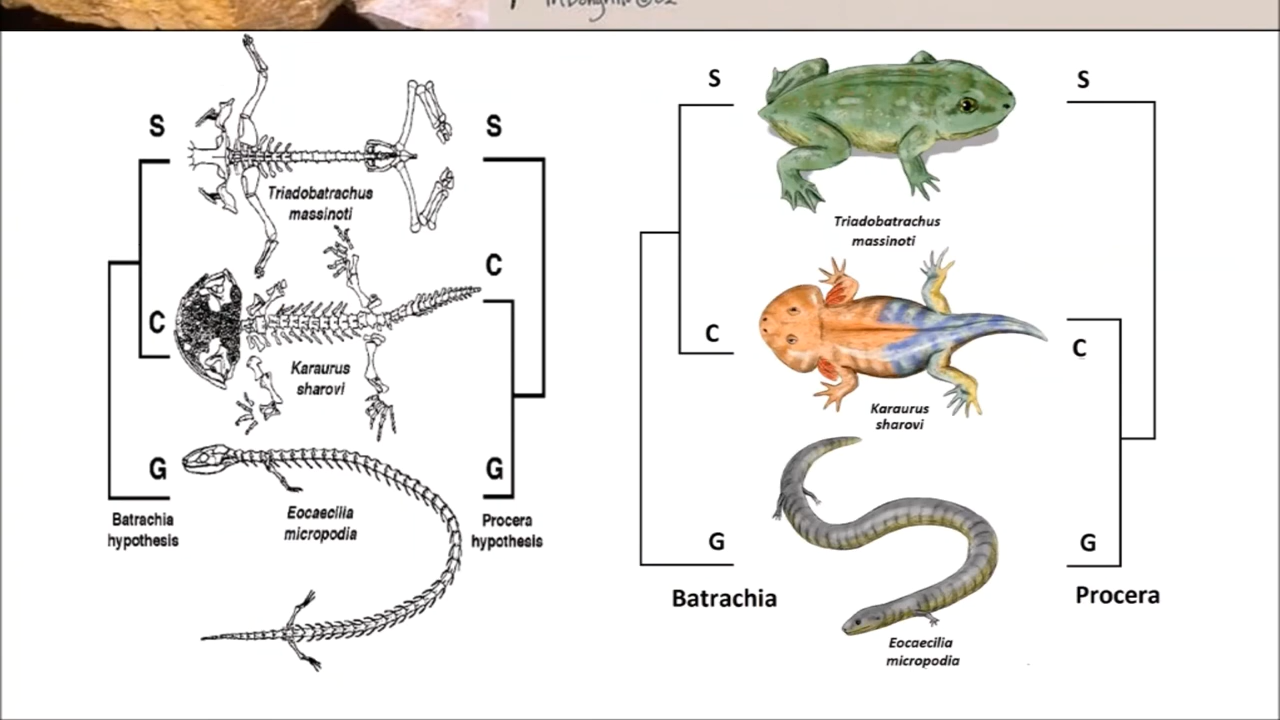 S
S
Triadobatrachus
massinoti
C
C
Karaurus
sharovi
G
G
Eocaecilia
micropodia
Batrachia
hypothesis
Procera
hypothesis
S
S
Triadobatrachus
massinoti
C
C
Karaurus
sharovi
G
G
Batrachia
Procera
Eocaecilia
micropodia